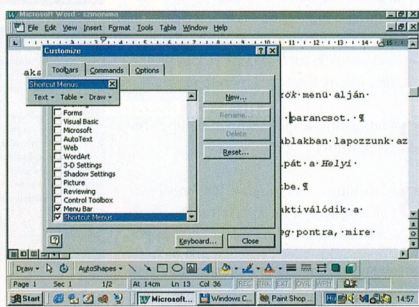 Microsoft Word - szinonima
File Edit View Insert Format Tools Table Window Help
Customize
Toolbars Commands Options
Shortcut Menus
Text Table Draw
Forms
Visual Basic
Microsoft
AutoText
Web
WordArt
3-D Settings
Shadow Settings
Picture
Reviewing
Control Toolbox
Menu Bar
Shortcut Menus
New...
Rename...
Delete
Reset...
Keyboard...
Close
aks
menü alján
parancsot. ¶
ablakban lapozzunk az
pát a Helyi
be.¶
aktiválódik a
g pontra, mire
Draw AutoShapes
Page 1 Sec 1 1/2 At 14cm Ln 13 Col 36 REC TRK EXT OVR WPH
Start Microsoft... Windows C... Paint Shop ... Hu 14:57